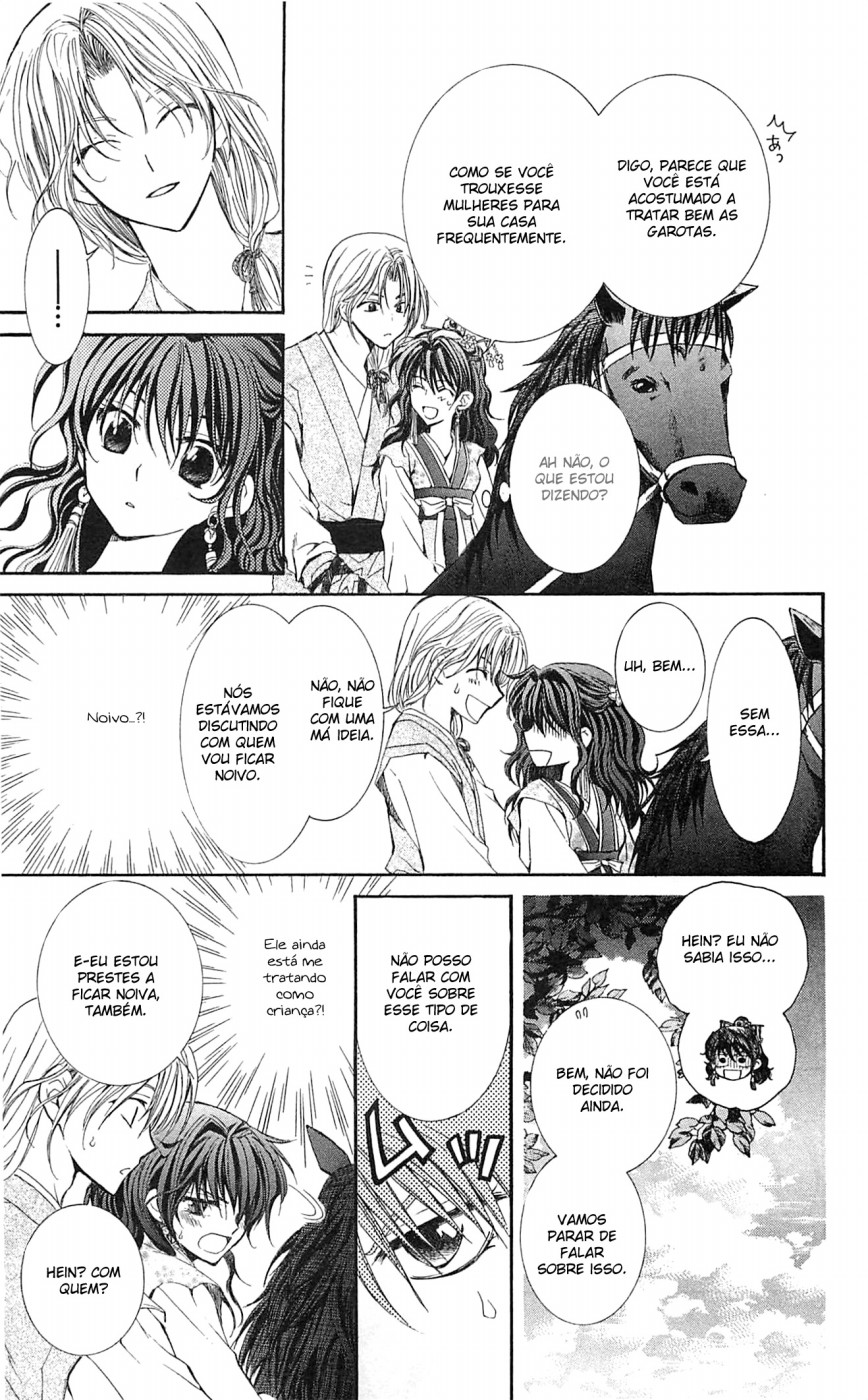 DIGO, PARECE QUE
VOCÊ ESTÁ
ACOSTUMADO A
TRATAR BEM AS
GAROTAS.
COMO SE VOCÊ
TROUXESSE
MULHERES PARA
SUA CASA
FREQUENTEMENTE.
あっ
AH NÃO, O
QUE ESTOU
DIZENDO?
...
SEM
ESSA...
UH, BEM...
NÃO, NÃO
FIQUE
COM UMA
MÁ IDEIA.
NÓS
ESTÁVAMOS
DISCUTINDO
COM QUEM
VOU FICAR
NOIVO.
Noivo...?!
HEIN? EU NÃO
SABIA ISSO...
BEM, NÃO FOI
DECIDIDO
AINDA.
VAMOS
PARAR DE
FALAR
SOBRE ISSO.
NÃO POSSO
FALAR COM
VOCÊ SOBRE
ESSE TIPO DE
COISA.
ム
Ele ainda
está me
tratando
como
criança?!
E-EU ESTOU
PRESTES A
FICAR NOIVA,
TAMBÉM.
HEIN? COM
QUEM?